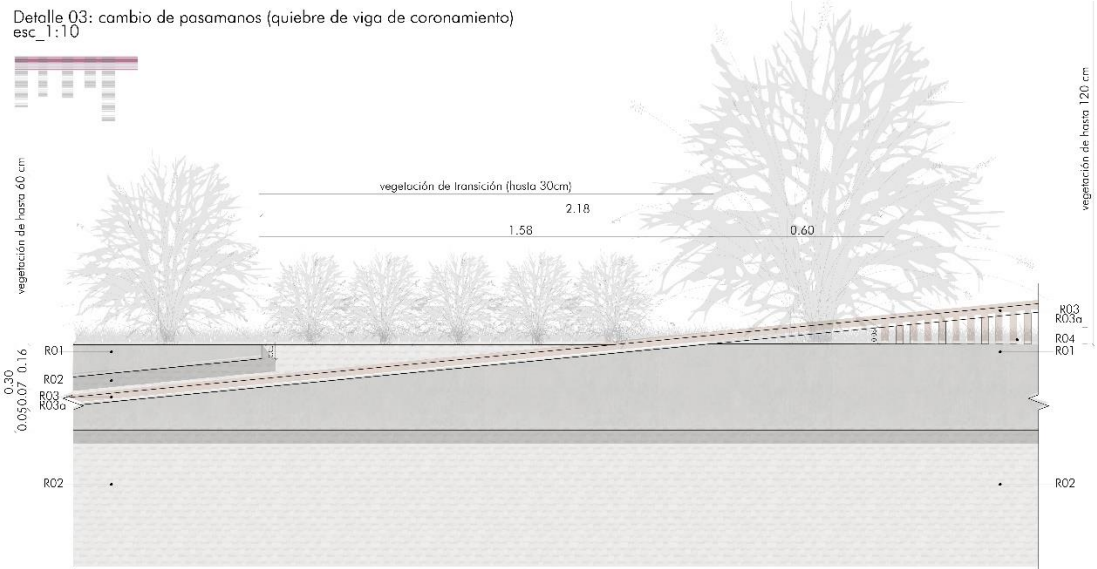 Detalle 03: cambio de pasamanos (quiebre de viga de coronamiento)
esc_1:10
vegetación de hasta 60 cm
vegetación de hasta 120 cm
vegetación de transición (hasta 30cm)
2.18
1.58
0.60
R03
R03a
R04
R01
R01
R02
R03
R03a
0.30
0.16
0.07
0.05
R02
R02